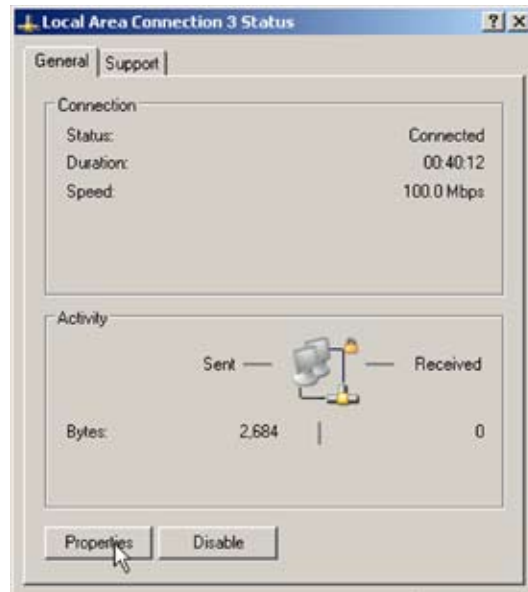 Local Area Connection 3 Status
General Support
Connection
Status: Connected
Duration: 00:40:12
Speed: 100.0 Mbps
Activity
Sent — — Received
Bytes: 2,684 | 0
Properties Disable